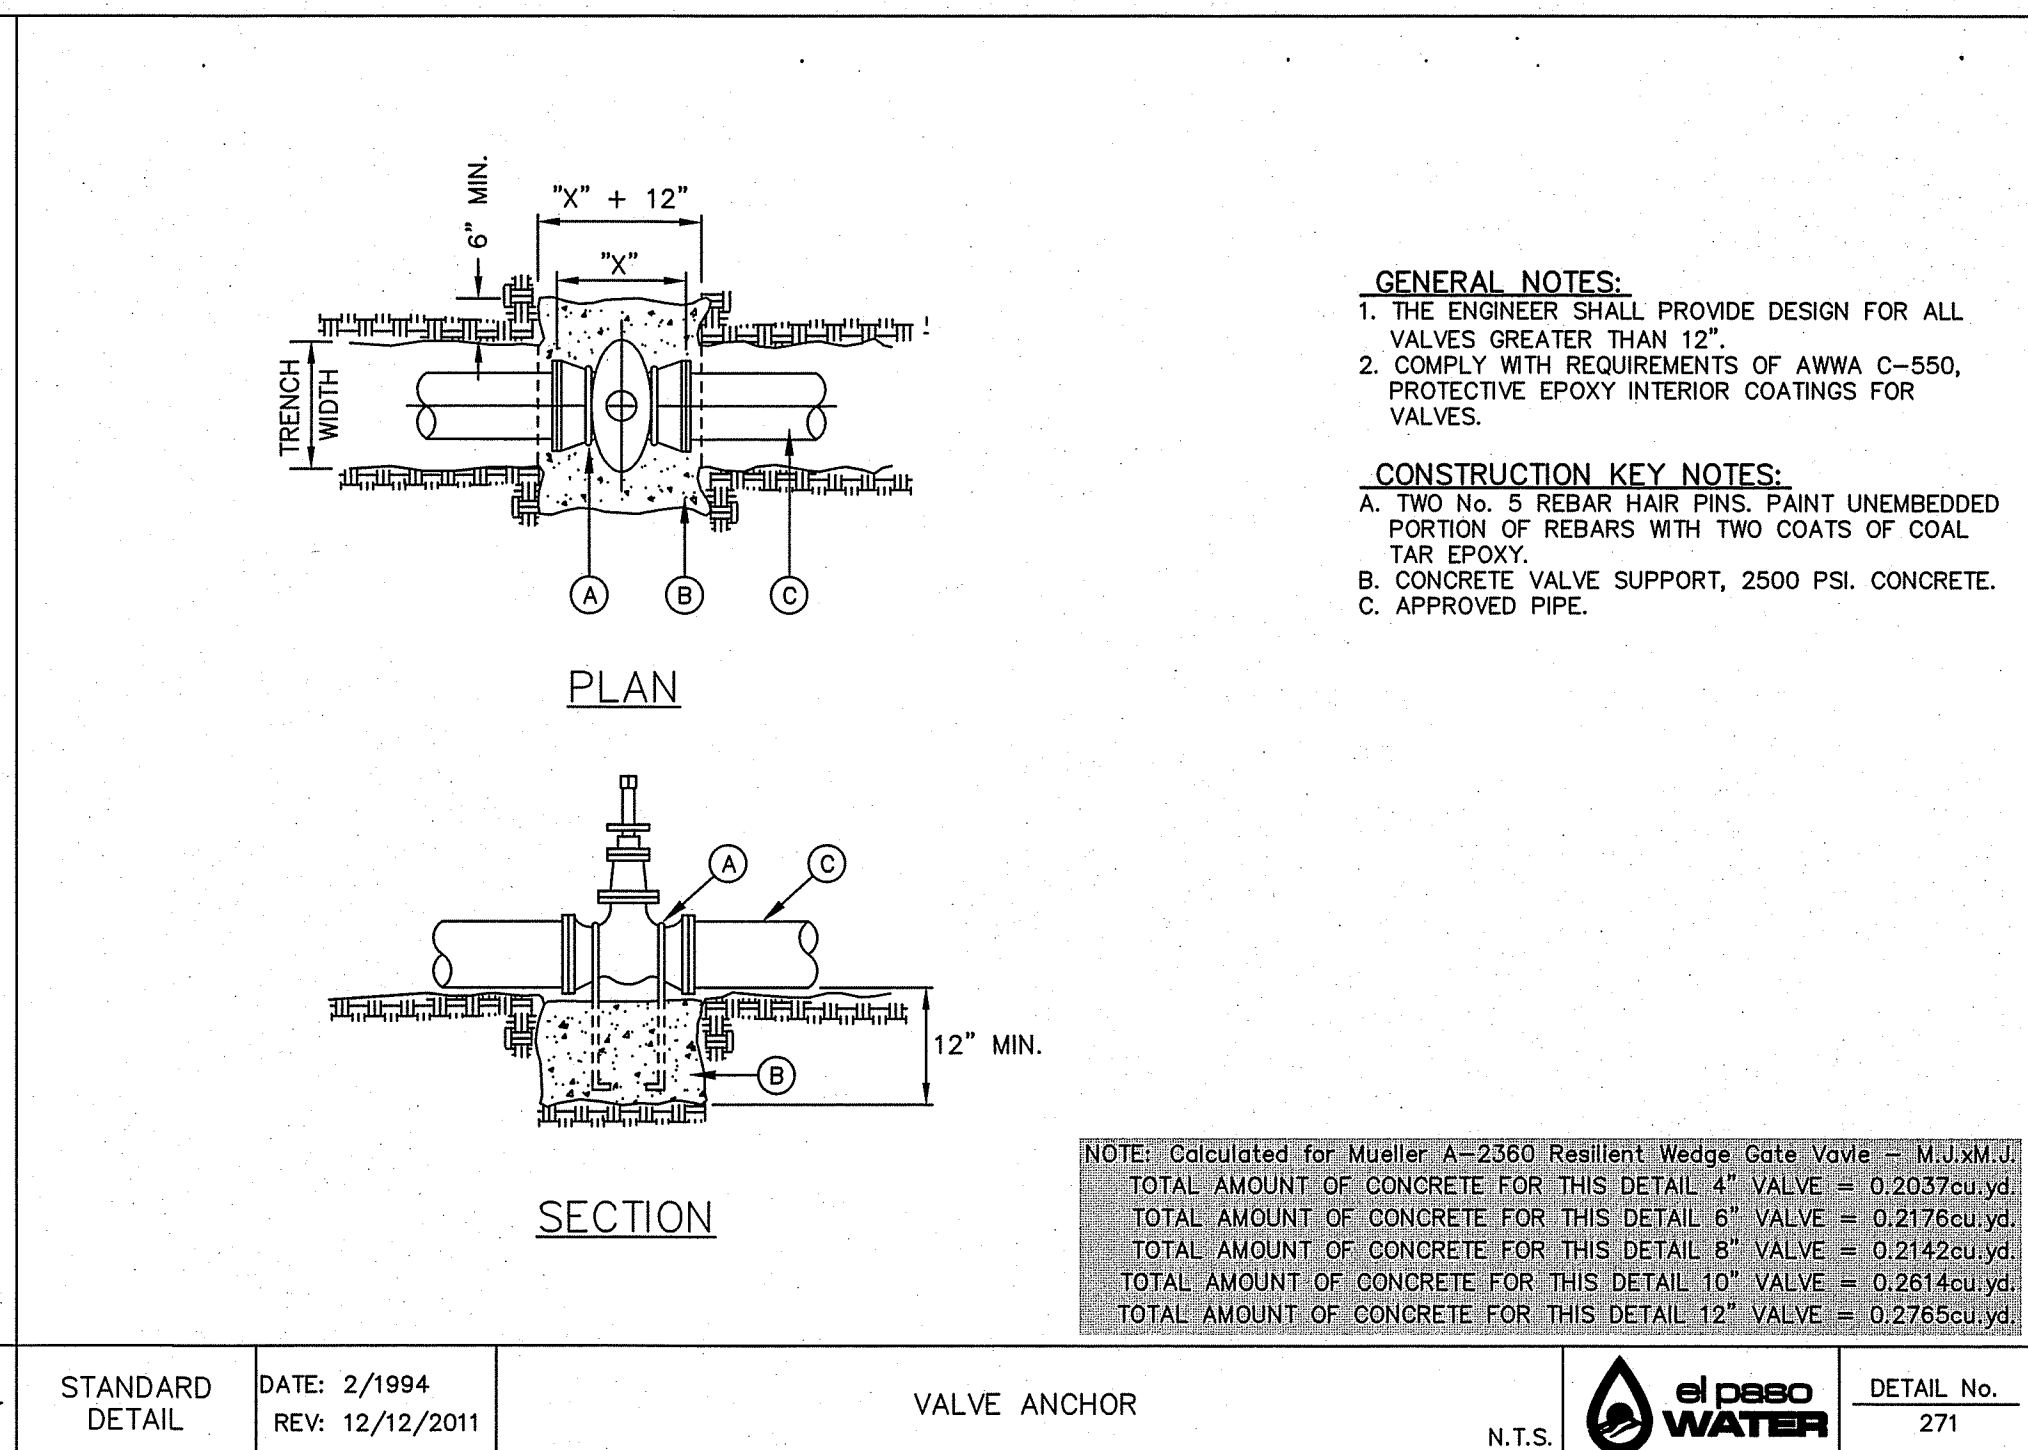 "X" + 12"
6" MIN.
"X"
TRENCH
WIDTH
A
B
C
PLAN
A
C
12" MIN.
B
SECTION
GENERAL NOTES:
1. THE ENGINEER SHALL PROVIDE DESIGN FOR ALL
VALVES GREATER THAN 12".
2. COMPLY WITH REQUIREMENTS OF AWWA C-550,
PROTECTIVE EPOXY INTERIOR COATINGS FOR
VALVES.
CONSTRUCTION KEY NOTES:
A. TWO No. 5 REBAR HAIR PINS. PAINT UNEMBEDDED
PORTION OF REBARS WITH TWO COATS OF COAL
TAR EPOXY.
B. CONCRETE VALVE SUPPORT, 2500 PSI. CONCRETE.
C. APPROVED PIPE.
NOTE: Calculated for Mueller A-2360 Resilient Wedge Gate Vavle - M.J.xM.J.
TOTAL AMOUNT OF CONCRETE FOR THIS DETAIL 4" VALVE = 0.2037cu.yd.
TOTAL AMOUNT OF CONCRETE FOR THIS DETAIL 6" VALVE = 0.2176cu.yd.
TOTAL AMOUNT OF CONCRETE FOR THIS DETAIL 8" VALVE = 0.2142cu.yd.
TOTAL AMOUNT OF CONCRETE FOR THIS DETAIL 10" VALVE = 0.2614cu.yd.
TOTAL AMOUNT OF CONCRETE FOR THIS DETAIL 12" VALVE = 0.2765cu.yd.
STANDARD
DETAIL
DATE: 2/1994
REV: 12/12/2011
VALVE ANCHOR
N.T.S.
el paso
WATER
DETAIL No.
271